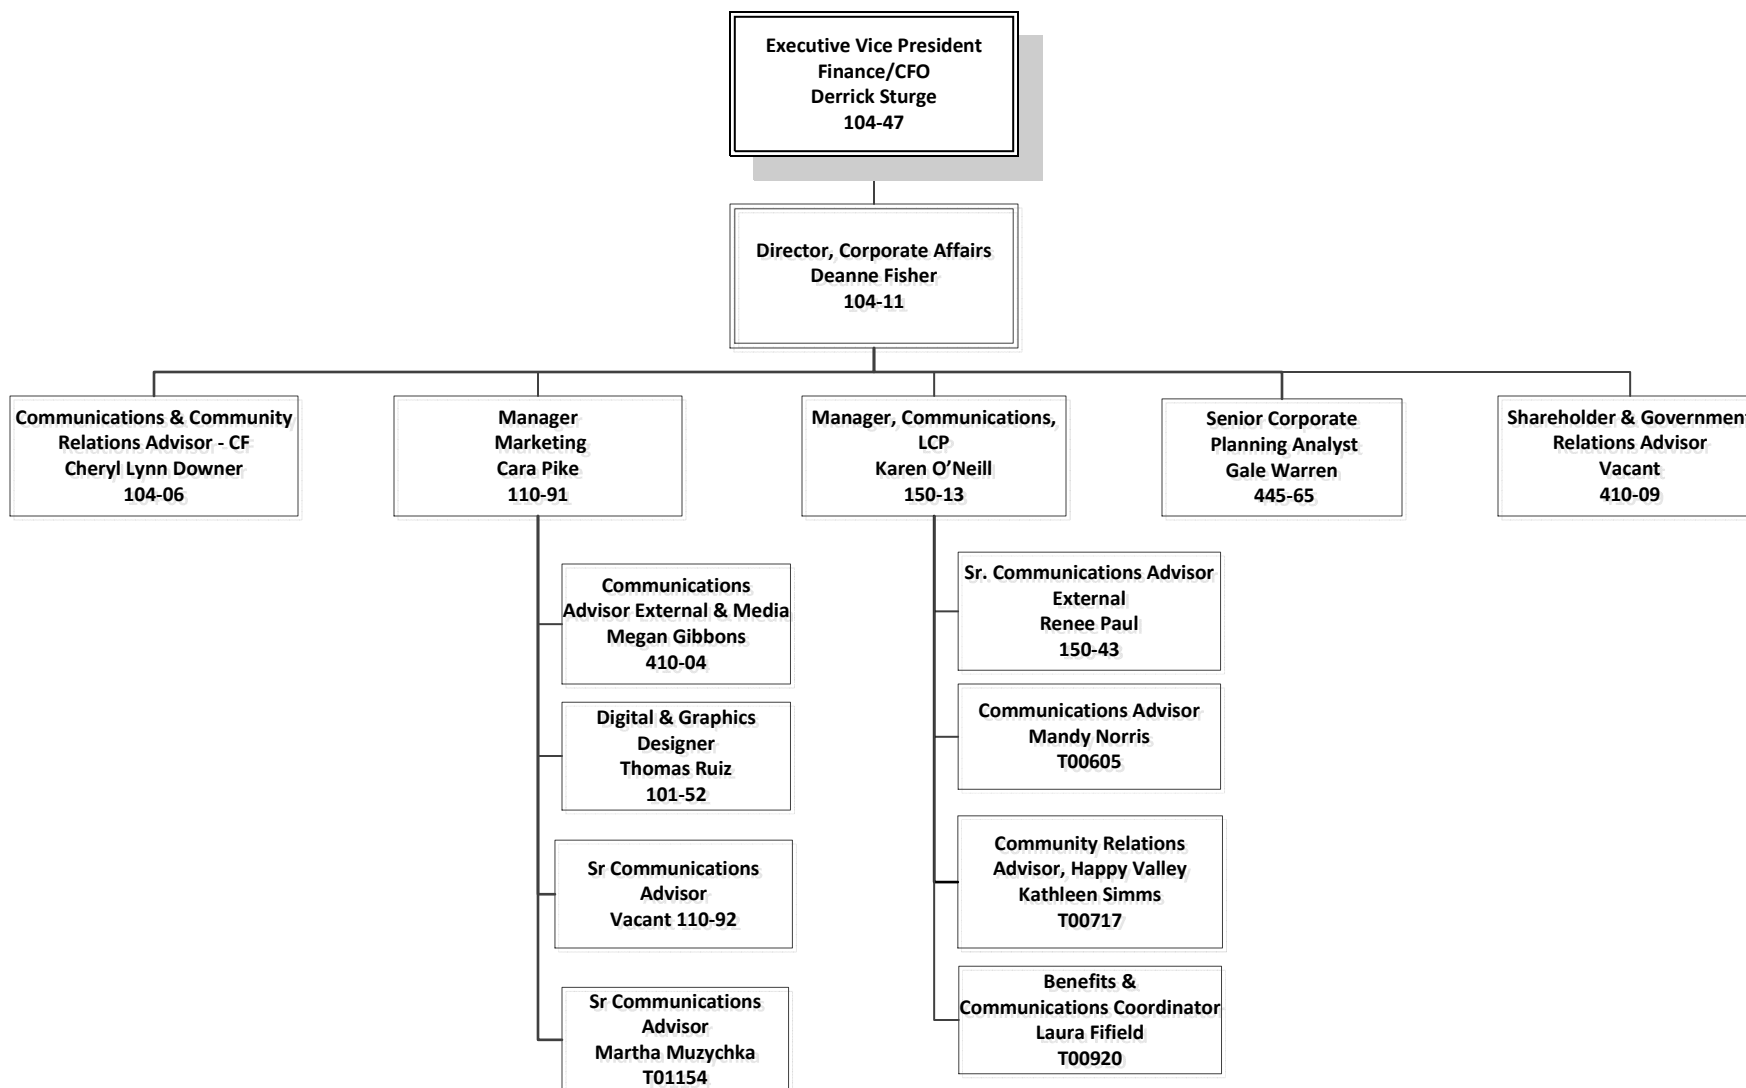 Executive Vice President
Finance/CFO
Derrick Sturge
104-47
Director, Corporate Affairs
Deanne Fisher
104-11
Communications & Community
Relations Advisor - CF
Cheryl Lynn Downer
104-06
Manager
Marketing
Cara Pike
110-91
Manager, Communications,
LCP
Karen O’Neill
150-13
Senior Corporate
Planning Analyst
Gale Warren
445-65
Shareholder & Government
Relations Advisor
Vacant
410-09
Communications
Advisor External & Media
Megan Gibbons
410-04
Digital & Graphics
Designer
Thomas Ruiz
101-52
Sr Communications
Advisor
Vacant 110-92
Sr Communications
Advisor
Martha Muzychka
T01154
Sr. Communications Advisor
External
Renee Paul
150-43
Communications Advisor
Mandy Norris
T00605
Community Relations
Advisor, Happy Valley
Kathleen Simms
T00717
Benefits &
Communications Coordinator
Laura Fifield
T00920